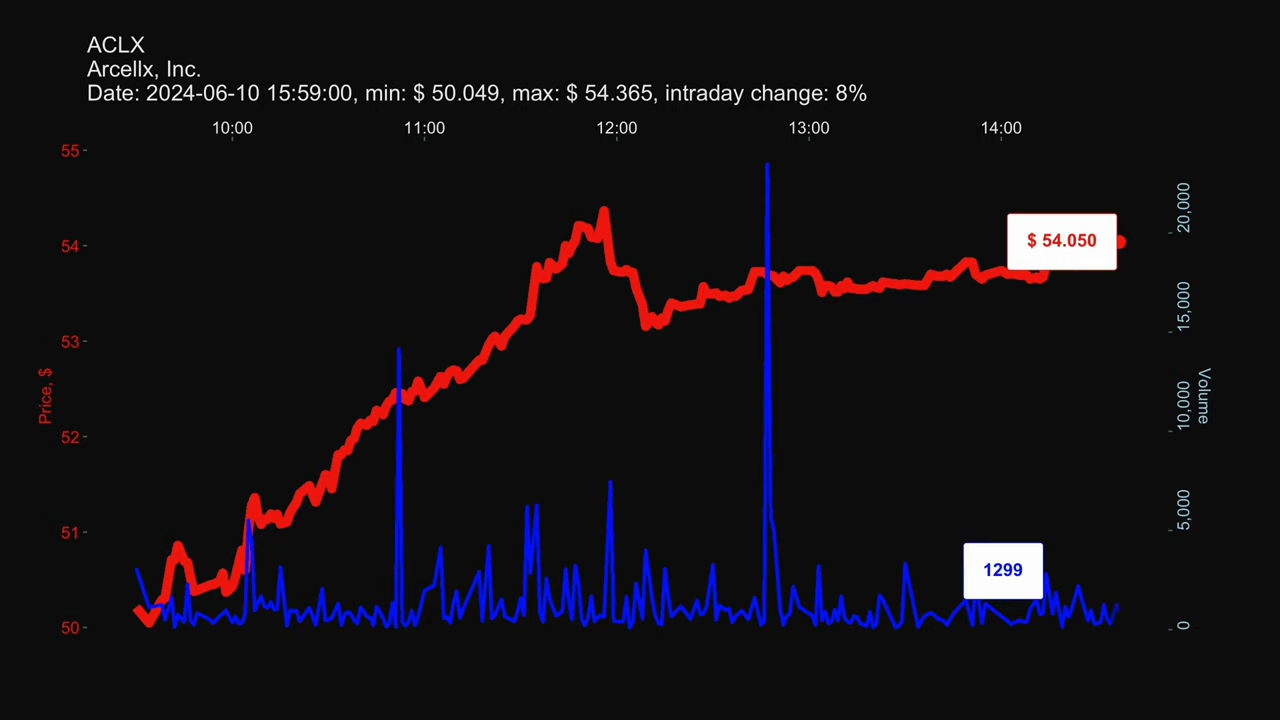 ACLX
Arcellx, Inc.
Date: 2024-06-10 15:59:00, min: $ 50.049, max: $ 54.365, intraday change: 8%
10:00 11:00 12:00 13:00 14:00
55
54
53
52
51
50
Price, $
$ 54.050
1299
20,000
15,000
10,000
5,000
0
Volume